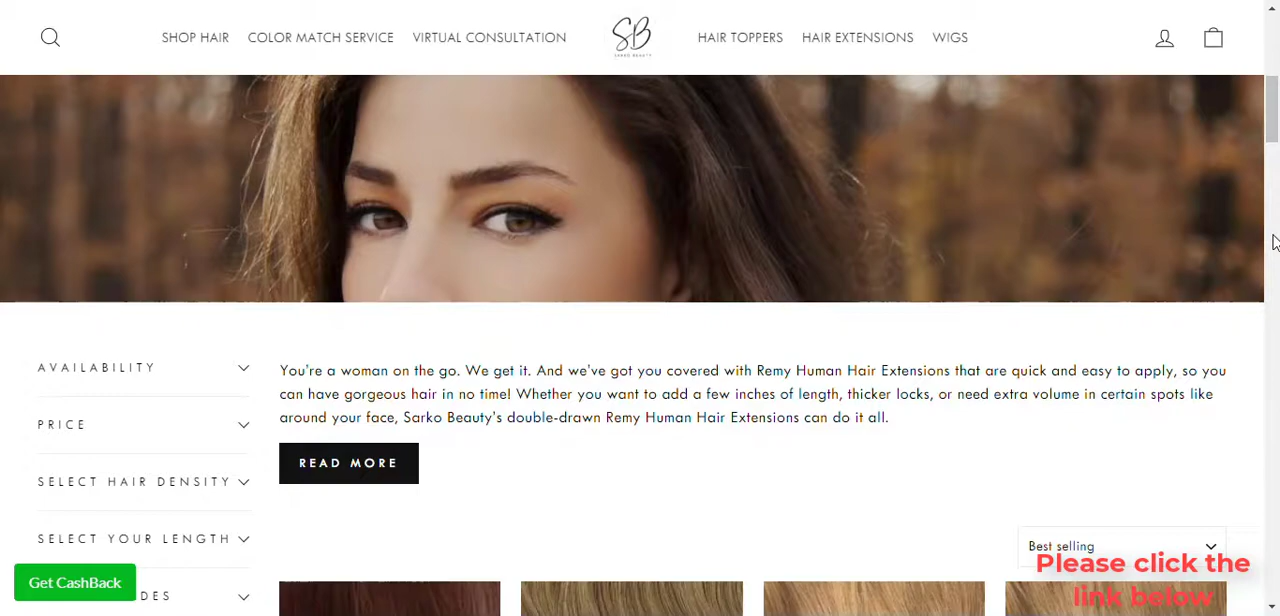 SHOP HAIR COLOR MATCH SERVICE VIRTUAL CONSULTATION SB HAIR TOPPERS HAIR EXTENSIONS WIGS
SARKO BEAUTY
AVAILABILITY
PRICE
SELECT HAIR DENSITY
SELECT YOUR LENGTH
DES
You're a woman on the go. We get it. And we've got you covered with Remy Human Hair Extensions that are quick and easy to apply, so you
can have gorgeous hair in no time! Whether you want to add a few inches of length, thicker locks, or need extra volume in certain spots like
around your face, Sarko Beauty's double-drawn Remy Human Hair Extensions can do it all.
READ MORE
Best selling
Get CashBack
Please click the
link below